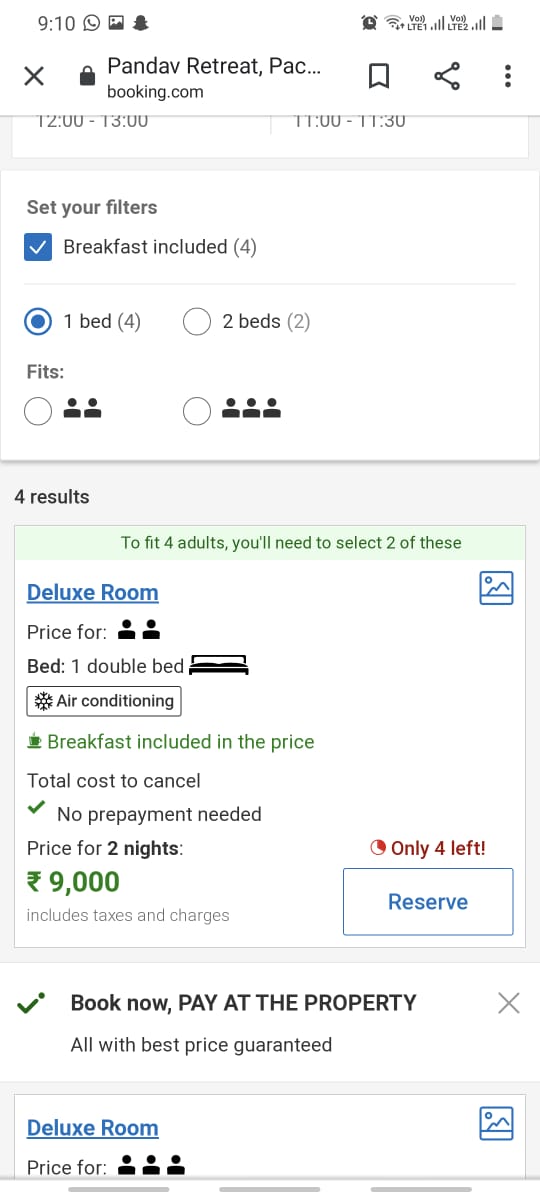 9:10
Vo)) LTE1 Vo)) LTE2
Pandav Retreat, Pac...
booking.com
12:00 - 13:00 11:00 - 11:30
Set your filters
Breakfast included (4)
1 bed (4) 2 beds (2)
Fits:
4 results
To fit 4 adults, you'll need to select 2 of these
Deluxe Room
Price for:
Bed: 1 double bed
Air conditioning
Breakfast included in the price
Total cost to cancel
No prepayment needed
Price for 2 nights: Only 4 left!
₹ 9,000
Reserve
includes taxes and charges
Book now, PAY AT THE PROPERTY
All with best price guaranteed
Deluxe Room
Price for: